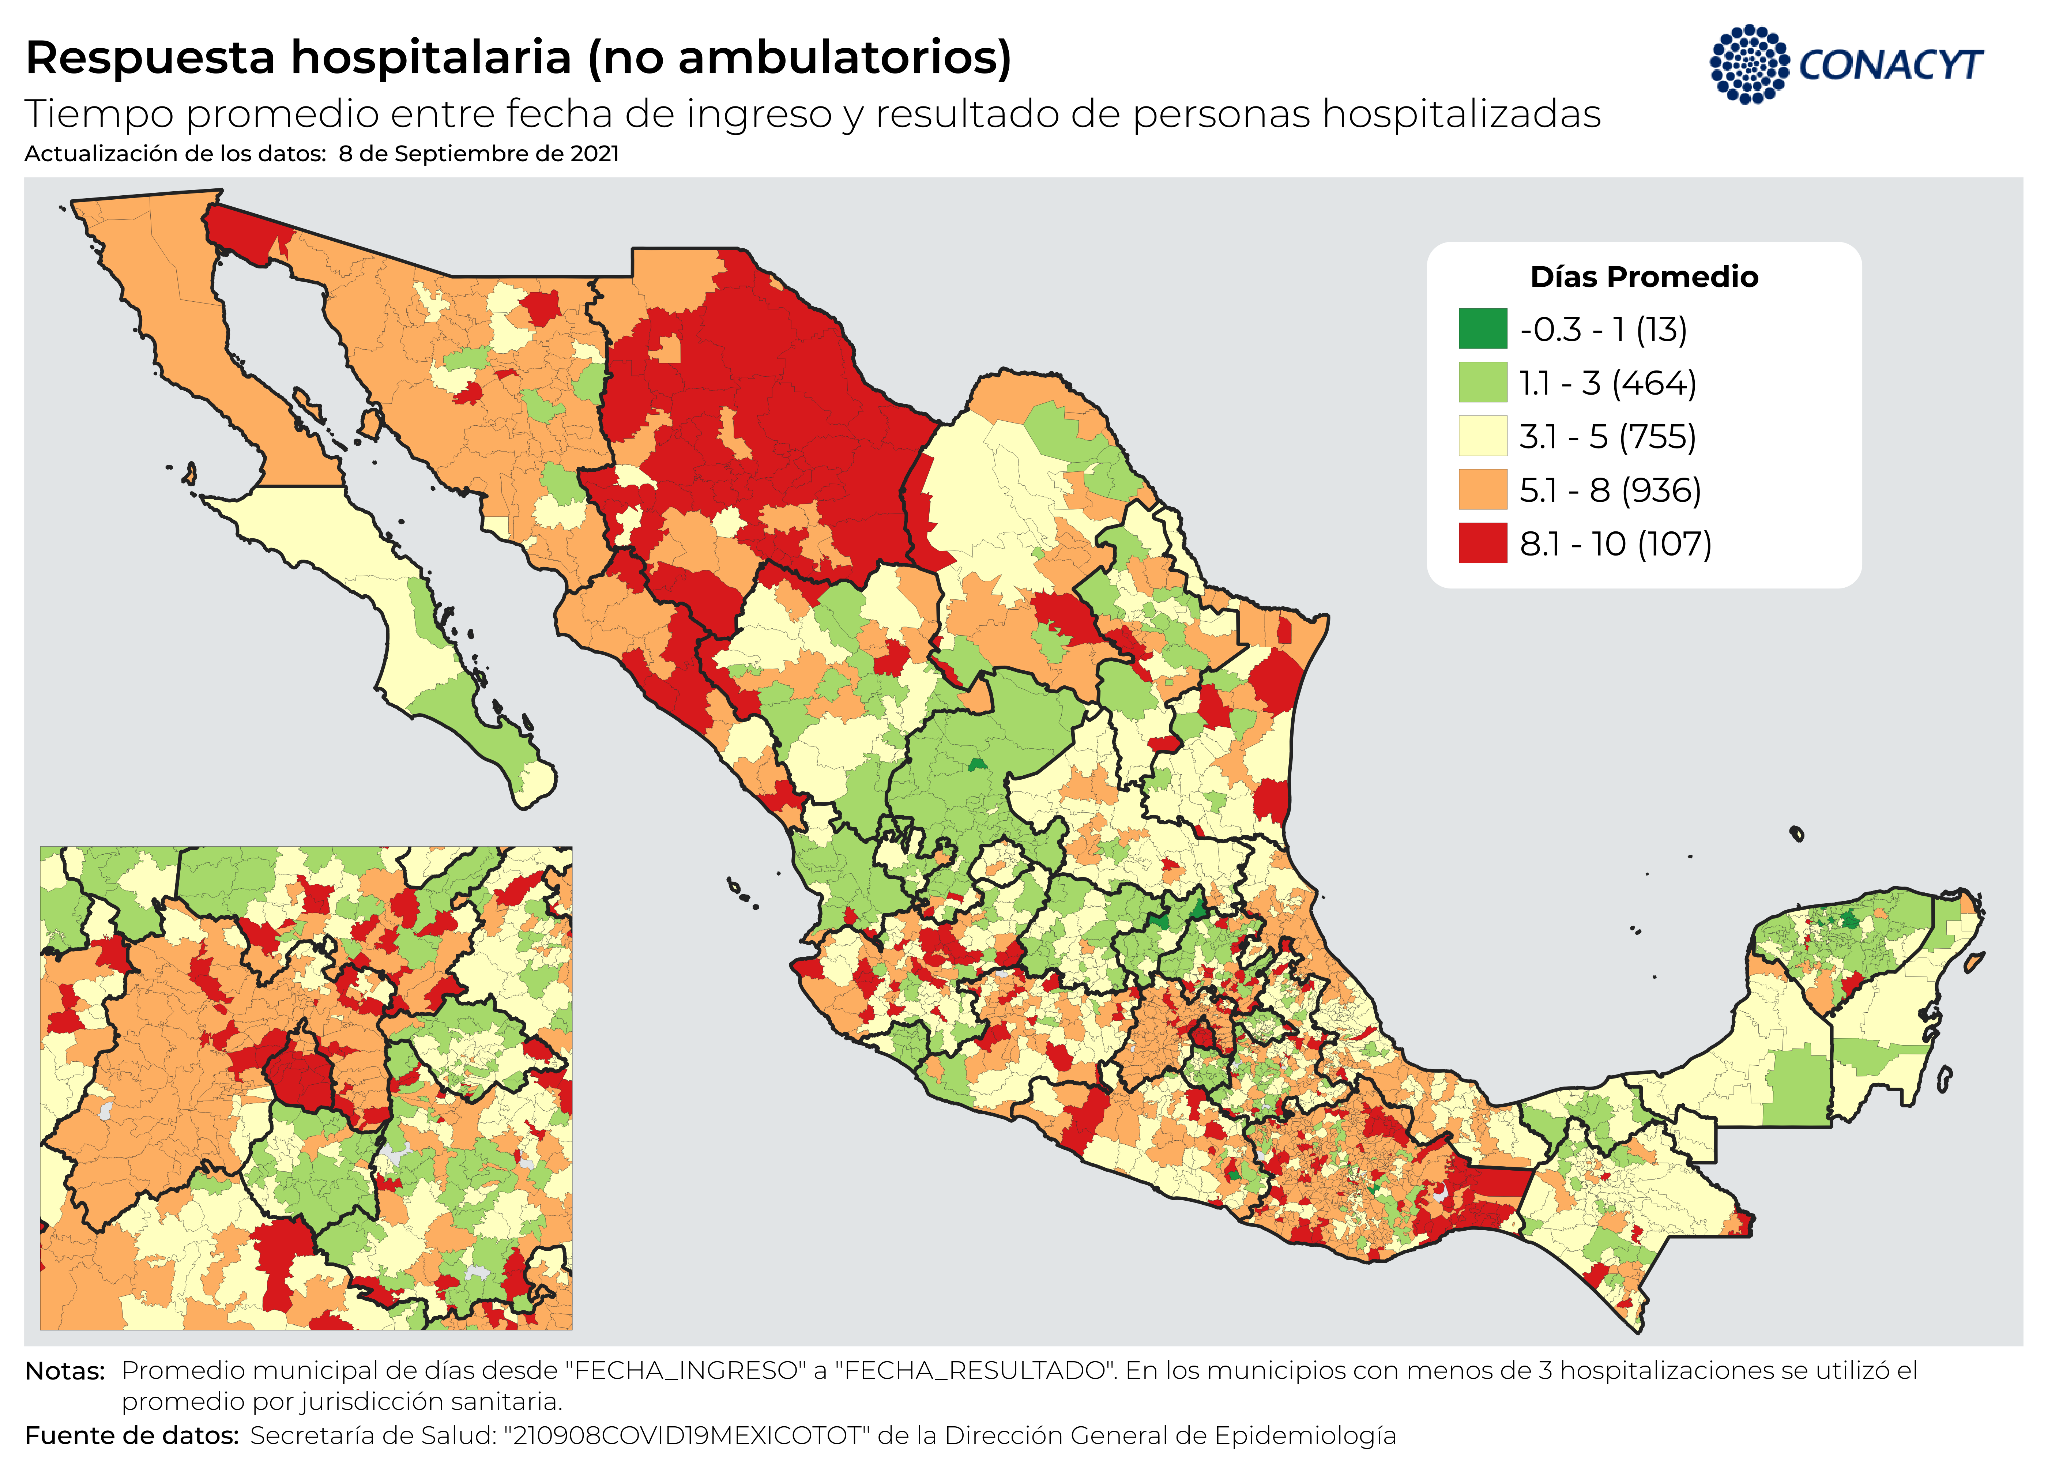 Respuesta hospitalaria (no ambulatorios)
CONACYT
Tiempo promedio entre fecha de ingreso y resultado de personas hospitalizadas
Actualización de los datos: 8 de Septiembre de 2021
Días Promedio
-0.3 - 1 (13)
1.1 - 3 (464)
3.1 - 5 (755)
5.1 - 8 (936)
8.1 - 10 (107)
Notas: Promedio municipal de días desde "FECHA_INGRESO" a "FECHA_RESULTADO". En los municipios con menos de 3 hospitalizaciones se utilizó el
promedio por jurisdicción sanitaria.
Fuente de datos: Secretaría de Salud: "210908COVID19MEXICOTOT" de la Dirección General de Epidemiología